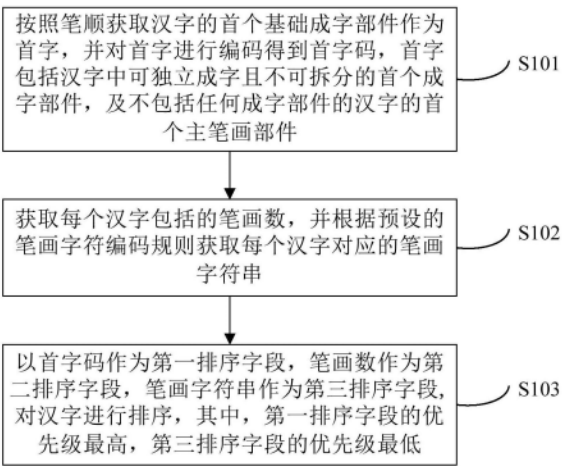 按照笔顺获取汉字的首个基础成字部件作为
首字，并对首字进行编码得到首字码，首字
包括汉字中可独立成字且不可拆分的首个成
字部件，及不包括任何成字部件的汉字的首
个主笔画部件
S101
获取每个汉字包括的笔画数，并根据预设的
笔画字符编码规则获取每个汉字对应的笔画
字符串
S102
以首字码作为第一排序字段，笔画数作为第
二排序字段，笔画字符串作为第三排序字段,
对汉字进行排序，其中，第一排序字段的优
先级最高，第三排序字段的优先级最低
S103